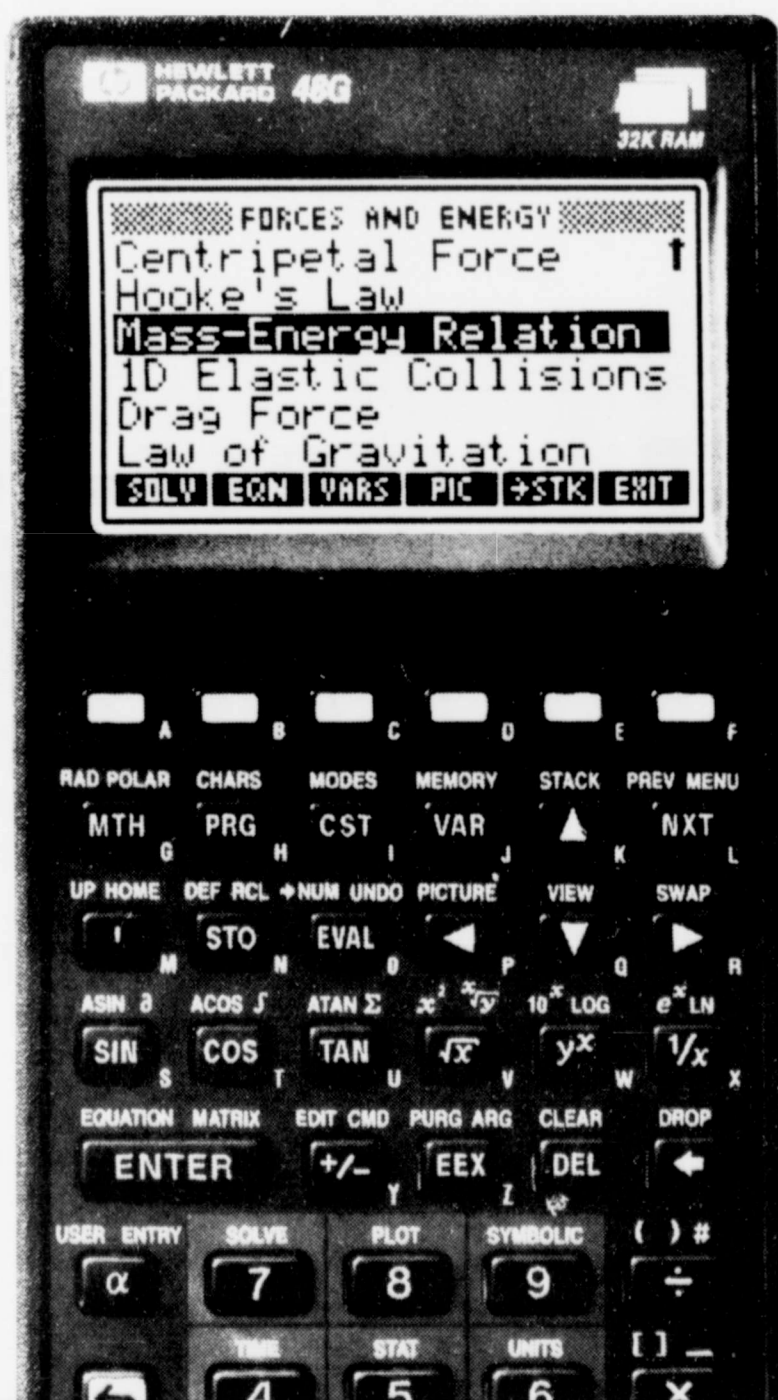 hp HEWLETT PACKARD 48G
32K RAM
FORCES AND ENERGY
Centripetal Force ↑
Hooke's Law
Mass-Energy Relation
1D Elastic Collisions
Drag Force
Law of Gravitation
SOLV EQN VARS PIC →STK EXIT
A B C D E F
RAD POLAR CHARS MODES MEMORY STACK PREV MENU
MTH G PRG H CST I VAR J ▲ K NXT L
UP HOME DEF RCL →NUM UNDO PICTURE VIEW SWAP
' M STO N EVAL O ◀ P ▼ Q ▶ R
ASIN ∂ ACOS ∫ ATAN Σ x² ˣ√y 10ˣ LOG eˣ LN
SIN S COS T TAN U √x V yˣ W 1/x X
EQUATION MATRIX EDIT CMD PURG ARG CLEAR DROP
ENTER +/− Y EEX Z DEL ←
USER ENTRY SOLVE PLOT SYMBOLIC ( ) #
α 7 8 9 ÷
TIME STAT UNITS [ ] _
4 5 6 ×